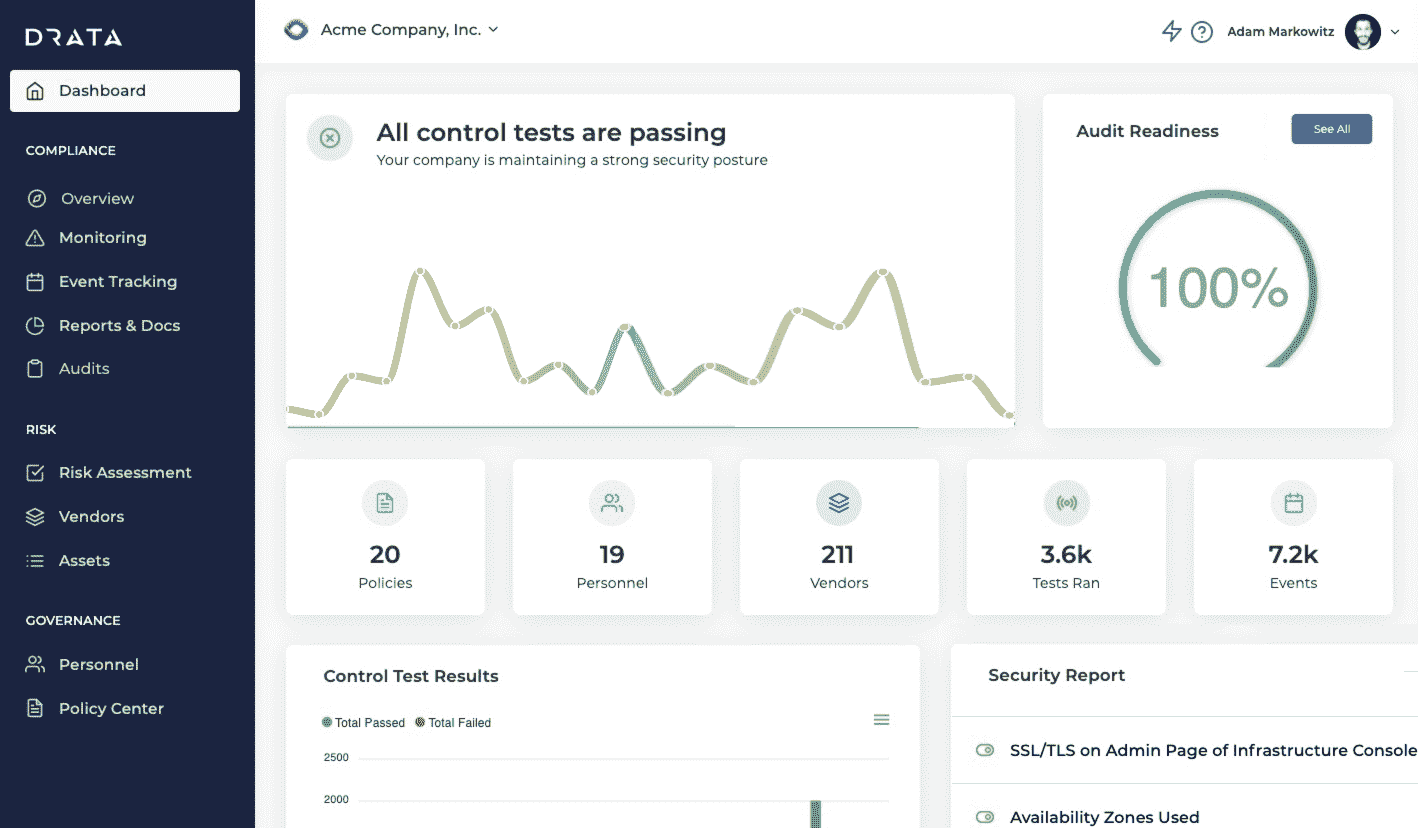 DRATA
Acme Company, Inc.
Adam Markowitz
Dashboard
COMPLIANCE
Overview
Monitoring
Event Tracking
Reports & Docs
Audits
RISK
Risk Assessment
Vendors
Assets
GOVERNANCE
Personnel
Policy Center
All control tests are passing
Your company is maintaining a strong security posture
Audit Readiness
See All
100%
20
Policies
19
Personnel
211
Vendors
3.6k
Tests Ran
7.2k
Events
Control Test Results
Total Passed Total Failed
2500
2000
Security Report
SSL/TLS on Admin Page of Infrastructure Console
Availability Zones Used